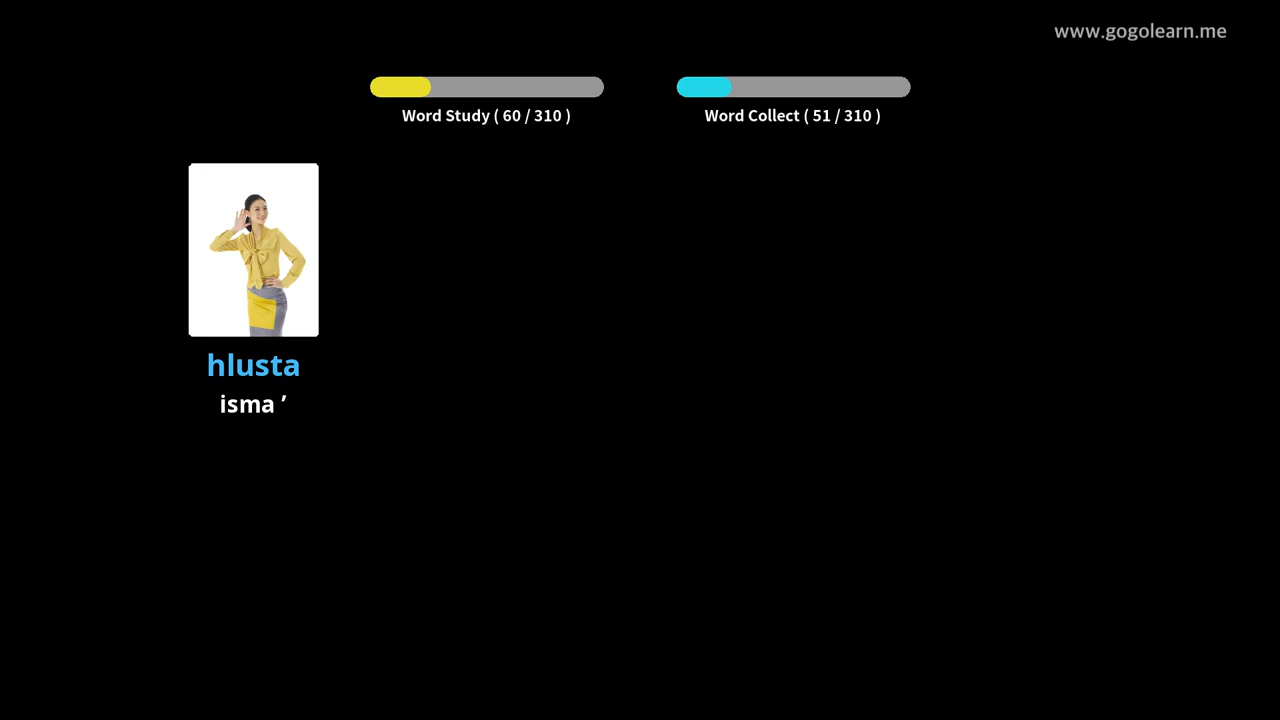 www.gogolearn.me
Word Study ( 60 / 310 )
Word Collect ( 51 / 310 )
hlusta
isma ’